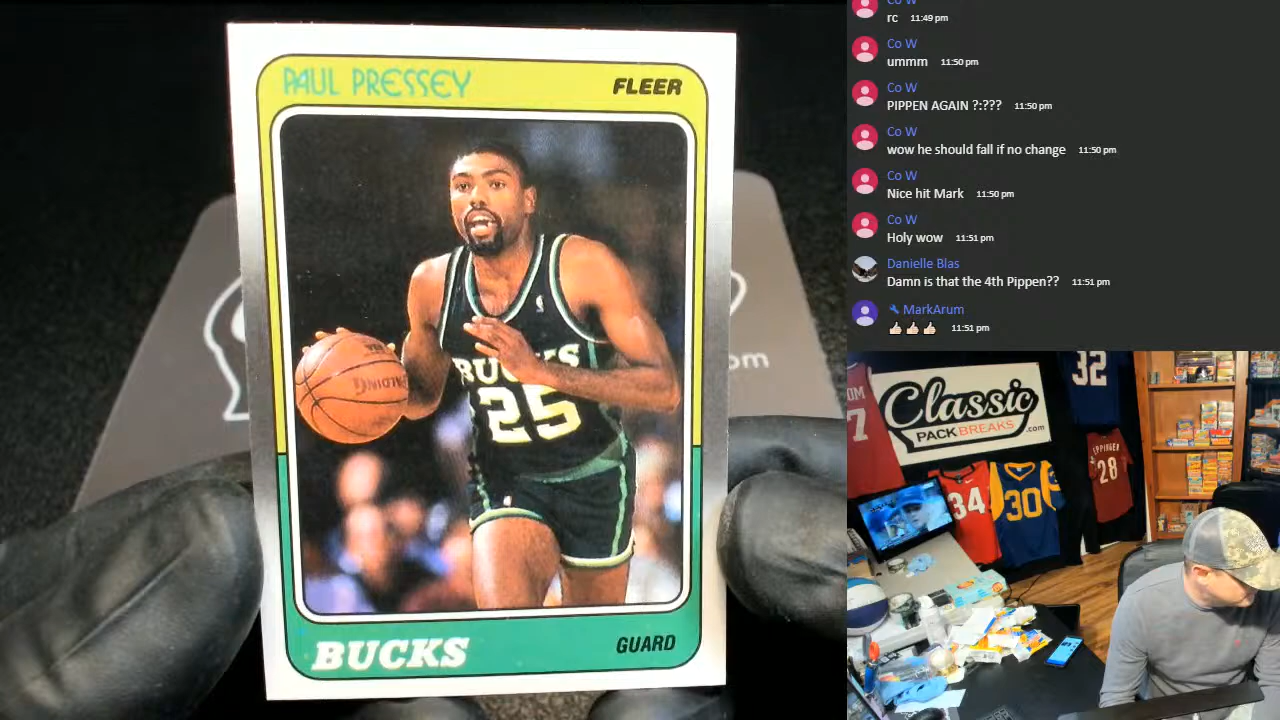 PAUL PRESSEY
FLEER
BUCKS
25
BUCKS
GUARD
om
Co W
rc 11:49 pm
Co W
ummm 11:50 pm
Co W
PIPPEN AGAIN ?:??? 11:50 pm
Co W
wow he should fall if no change 11:50 pm
Co W
Nice hit Mark 11:50 pm
Co W
Holy wow 11:51 pm
Danielle Blas
Damn is that the 4th Pippen?? 11:51 pm
MarkArum
👍🏻👍🏻👍🏻 11:51 pm
32
7
Classic
PACKBREAKS.com
34
30
28